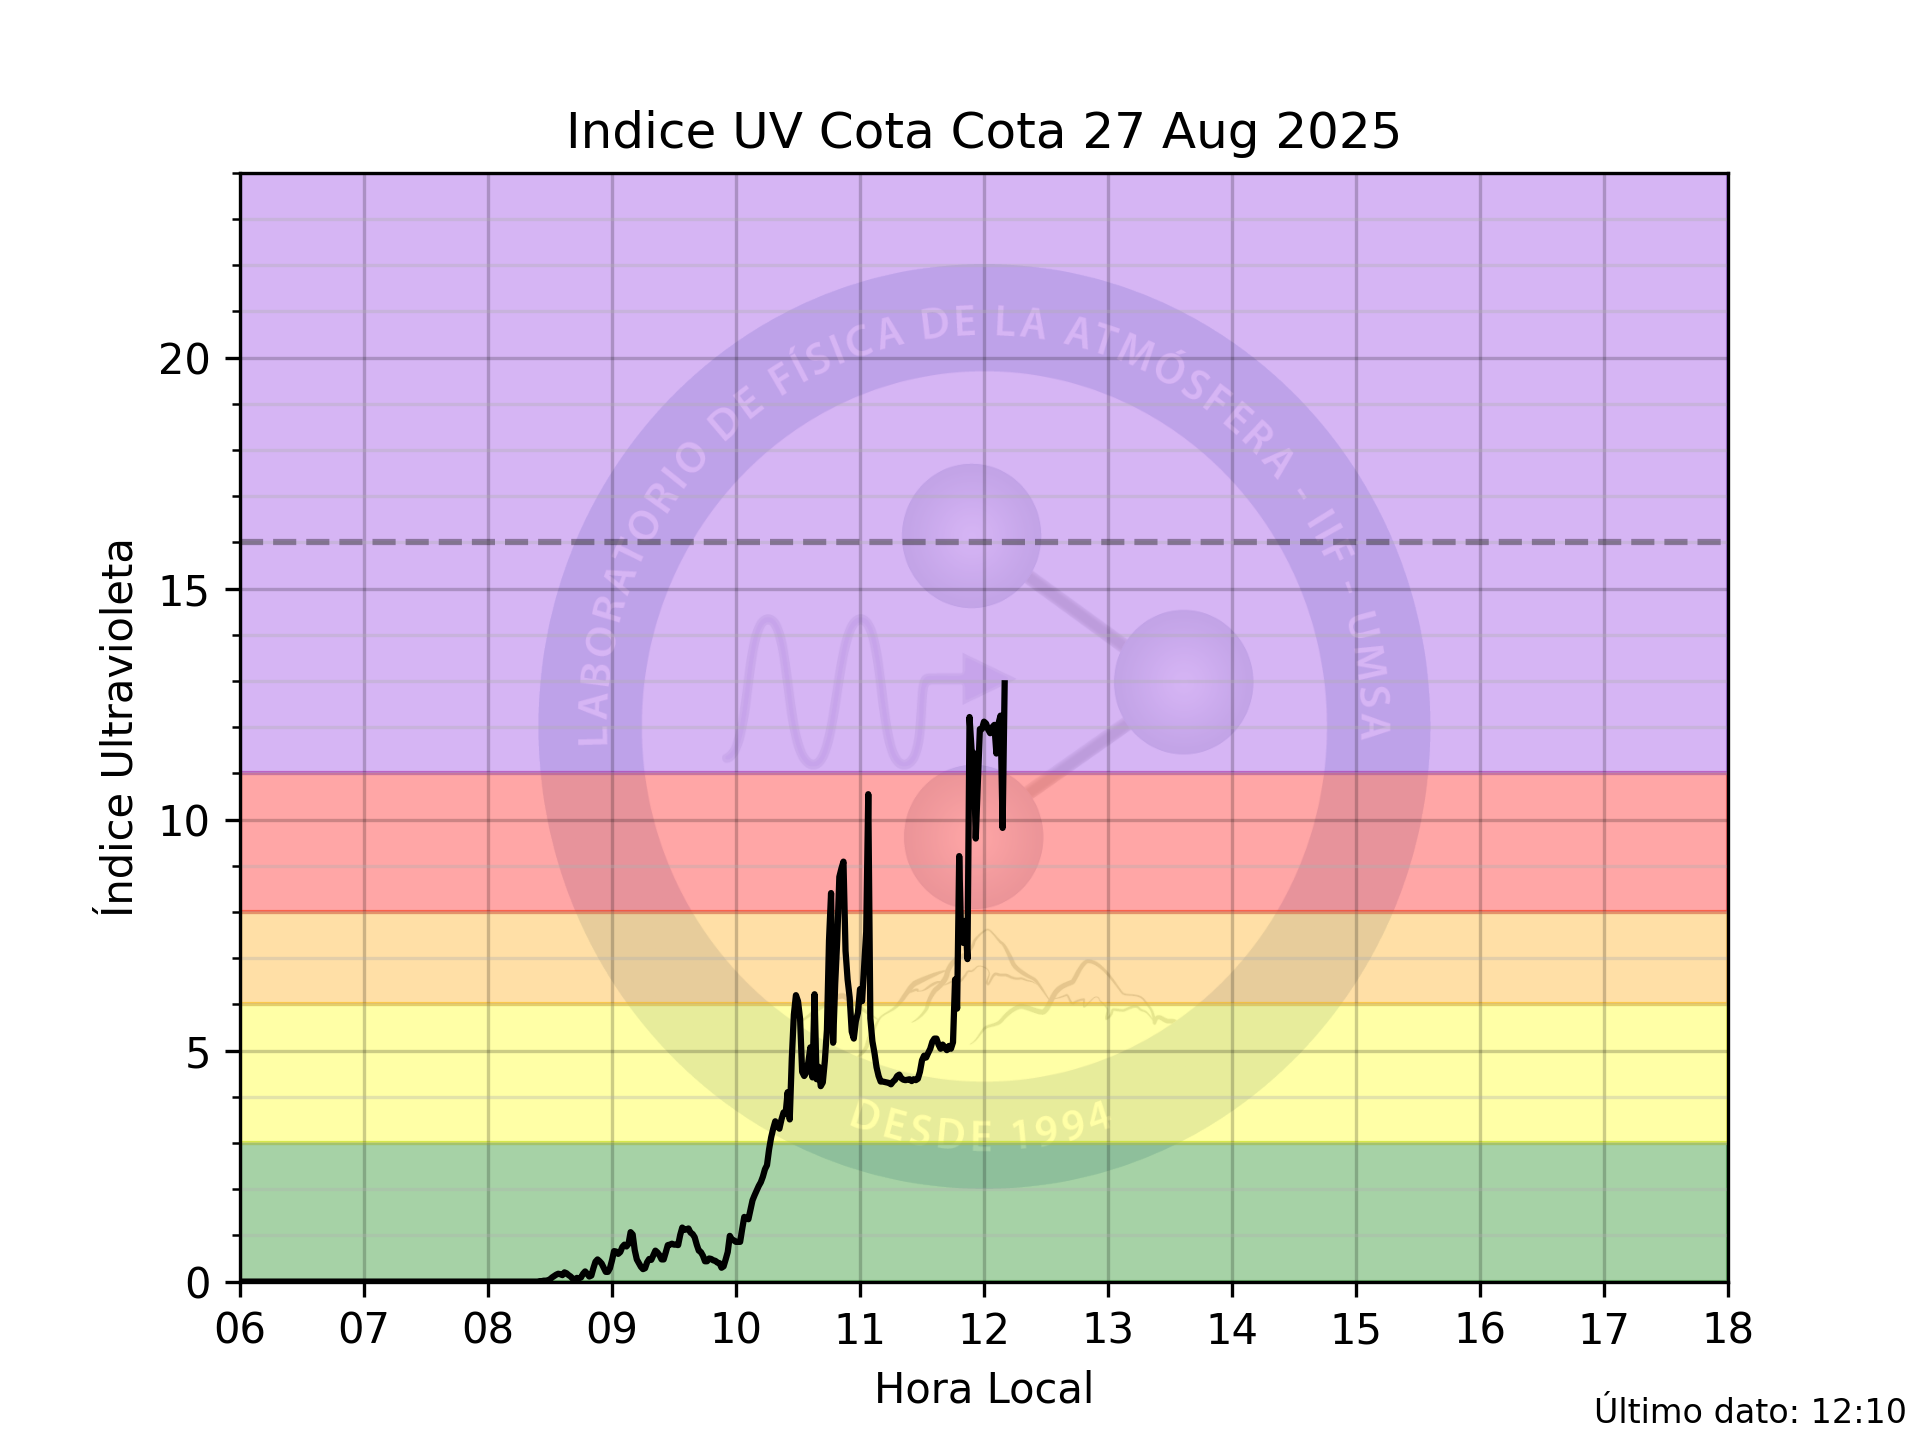 Indice UV Cota Cota 27 Aug 2025
LABORATORIO DE FÍSICA DE LA ATMÓSFERA - IIF - UMSA
20
15
10
5
0
Índice Ultravioleta
DESDE 1994
06 07 08 09 10 11 12 13 14 15 16 17 18
Hora Local
Último dato: 12:10